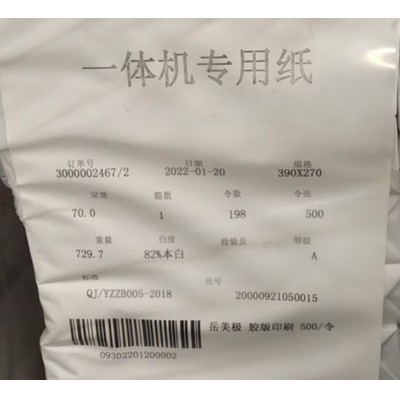 一体机专用纸
订单号 日期 规格
3000002467/2 2022-01-20 390X270
定量 箱数 令数 令张
70.0 1 198 500
重量 白度 检验员 等级
729.7 82%本白 A
标准 批号
QJ/YZZB005-2018 20000921050015
岳美极 胶版印刷 500/令
09302201200002